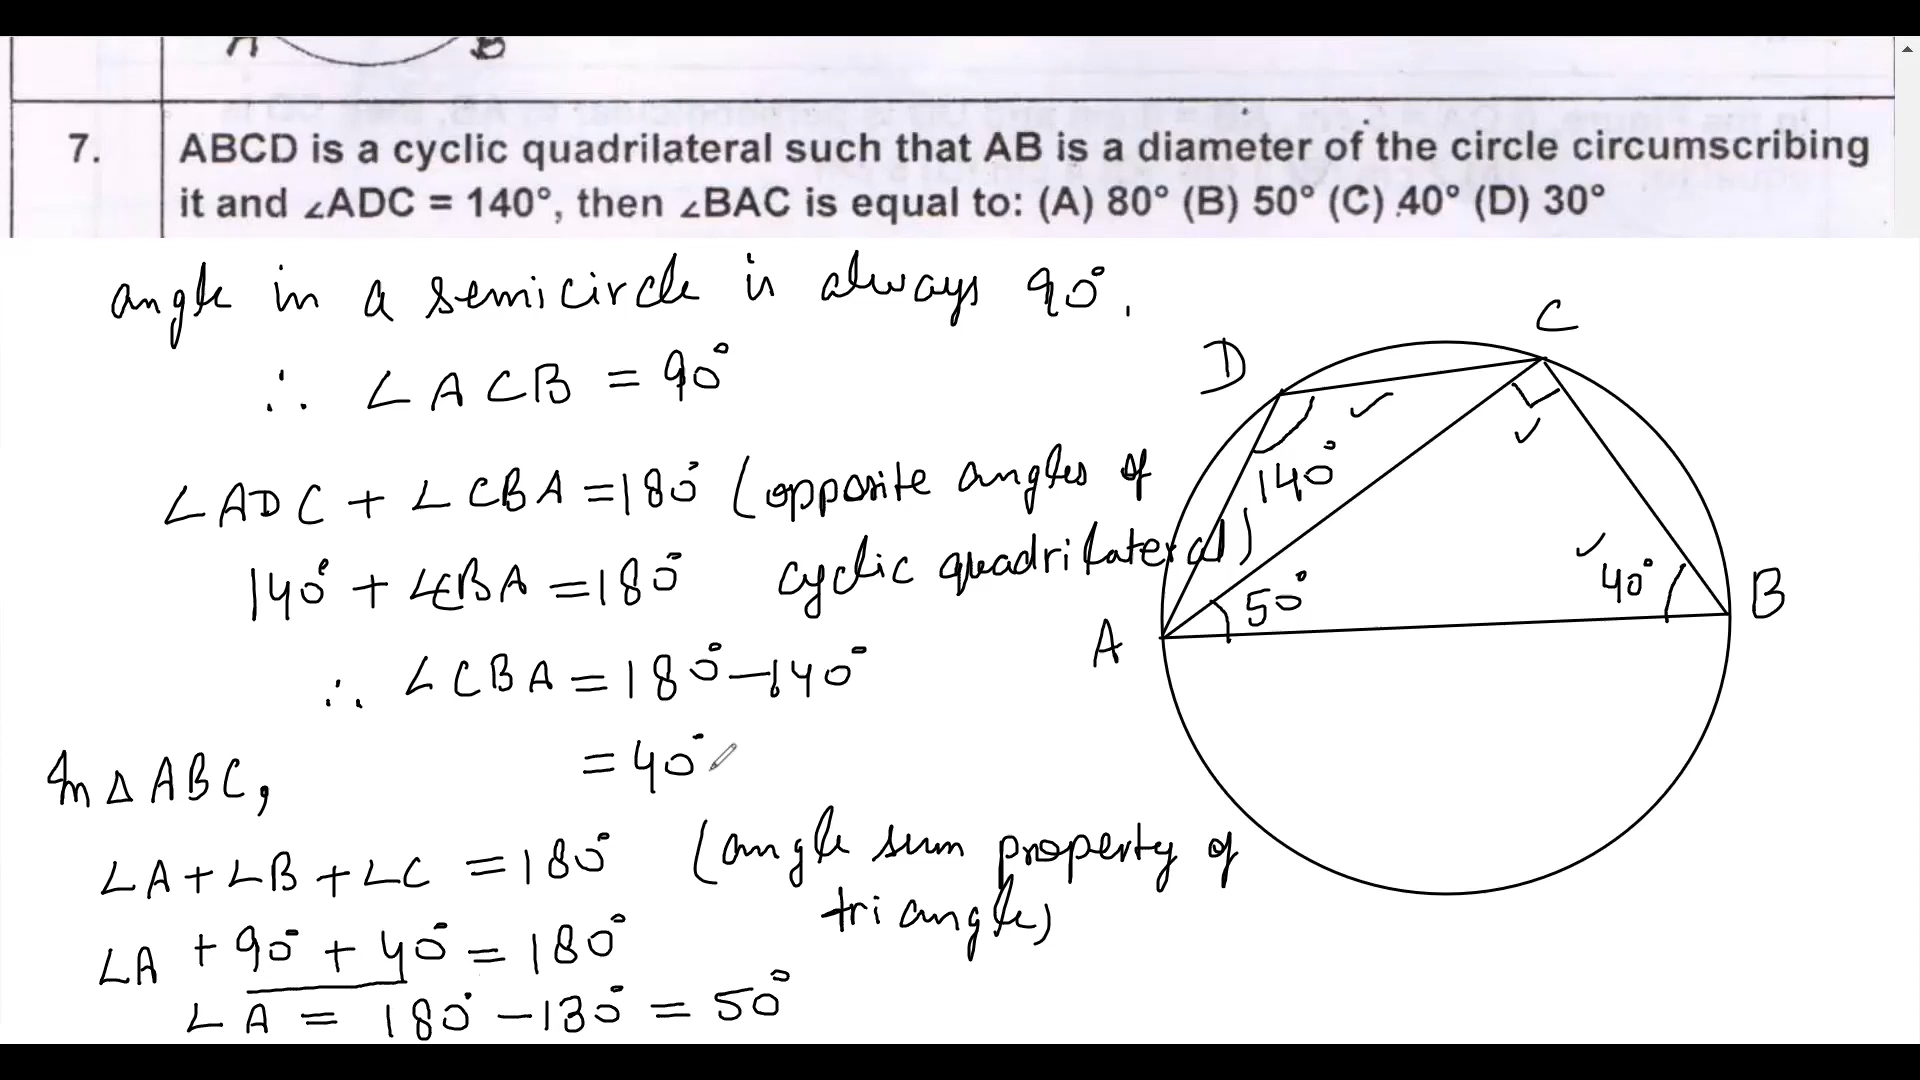 A B
7. ABCD is a cyclic quadrilateral such that AB is a diameter of the circle circumscribing
it and ∠ADC = 140°, then ∠BAC is equal to: (A) 80° (B) 50° (C) 40° (D) 30°
angle in a semicircle is always 90°.
∴ ∠ACB = 90°
∠ADC + ∠CBA = 180° (opposite angles of
cyclic quadrilateral)
140° + ∠CBA = 180°
∴ ∠CBA = 180° - 140°
= 40°
In △ABC,
∠A + ∠B + ∠C = 180° (angle sum property of
triangle)
∠A + 90° + 40° = 180°
∠A = 180° - 130° = 50°
C
D
140°
50°
40°
A
B